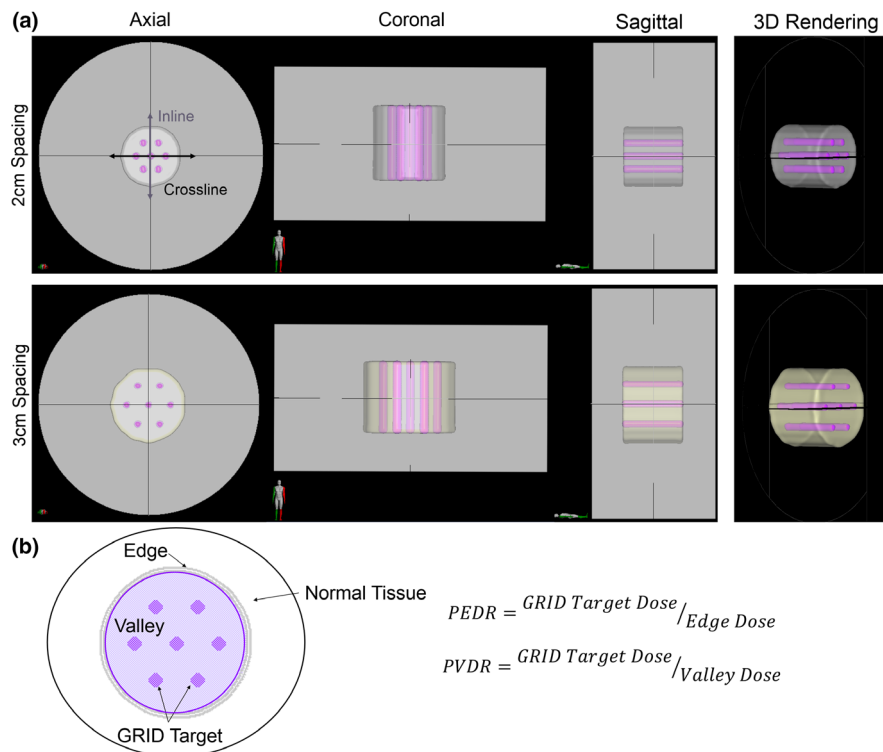 (a)
Axial
Coronal
Sagittal
3D Rendering
2cm Spacing
Inline
Crossline
3cm Spacing
(b)
Edge
Normal Tissue
Valley
GRID Target
PEDR = GRID Target Dose / Edge Dose
PVDR = GRID Target Dose / Valley Dose